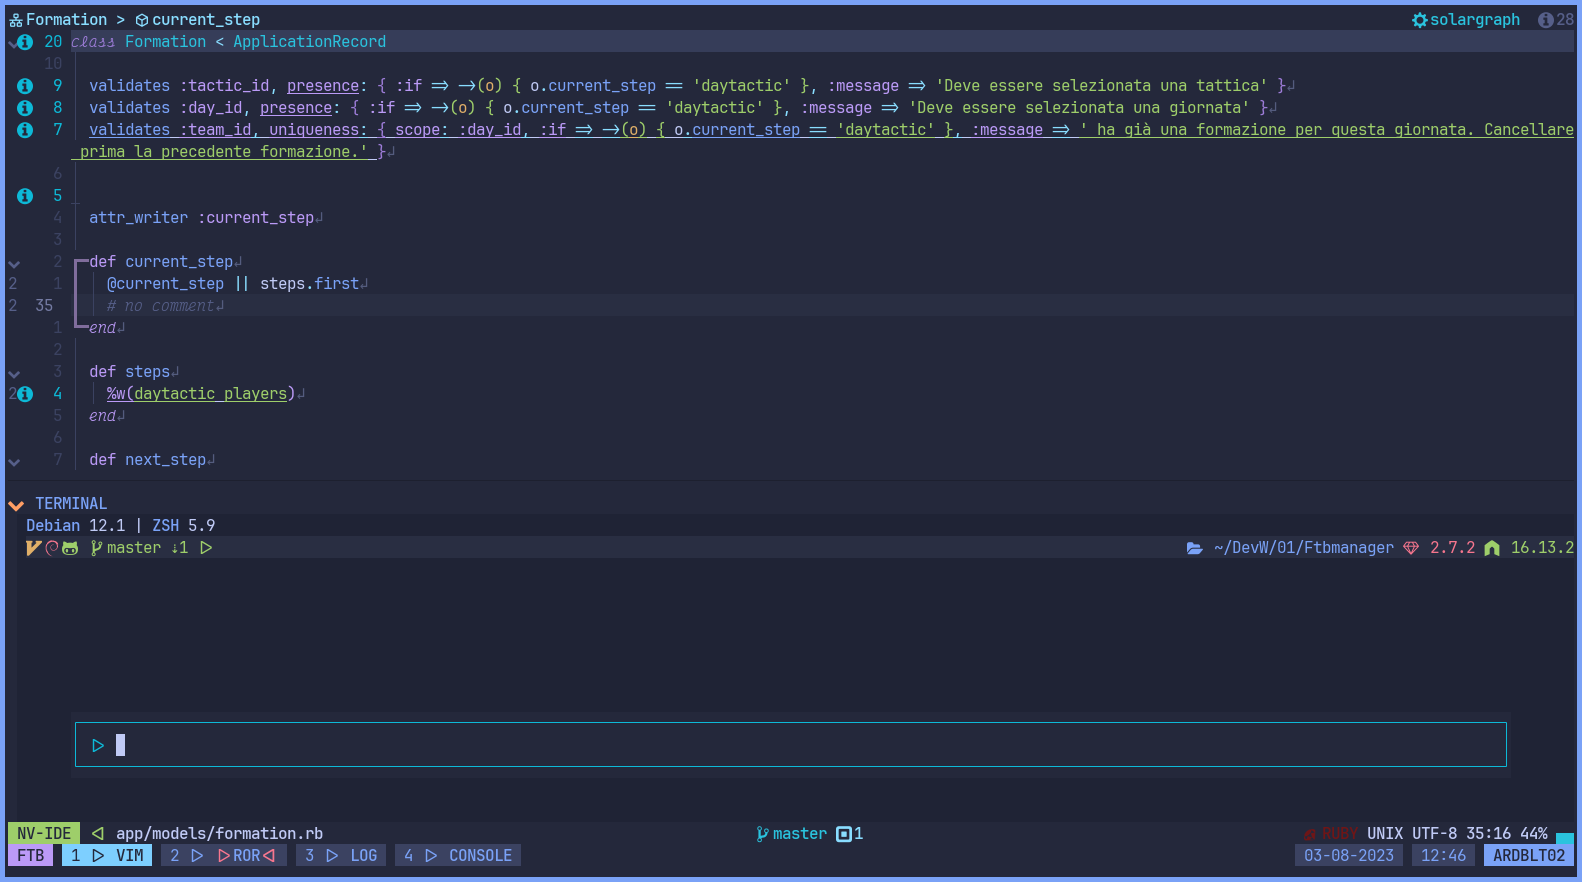 Formation > current_step solargraph 28
20 class Formation < ApplicationRecord
10
9 validates :tactic_id, presence: { :if => ->(o) { o.current_step == 'daytactic' }, :message => 'Deve essere selezionata una tattica' }
8 validates :day_id, presence: { :if => ->(o) { o.current_step == 'daytactic' }, :message => 'Deve essere selezionata una giornata' }
7 validates :team_id, uniqueness: { scope: :day_id, :if => ->(o) { o.current_step == 'daytactic' }, :message => ' ha già una formazione per questa giornata. Cancellare
prima la precedente formazione.' }
6
5
4 attr_writer :current_step
3
2 def current_step
2 1 @current_step || steps.first
2 35 # no comment
1 end
2
3 def steps
2 4 %w(daytactic players)
5 end
6
7 def next_step
TERMINAL
Debian 12.1 | ZSH 5.9
master ↓1 ~/DevW/01/Ftbmanager 2.7.2 16.13.2
NV-IDE app/models/formation.rb master 1 RUBY UNIX UTF-8 35:16 44%
FTB 1 VIM 2 ROR 3 LOG 4 CONSOLE 03-08-2023 12:46 ARDBLT02